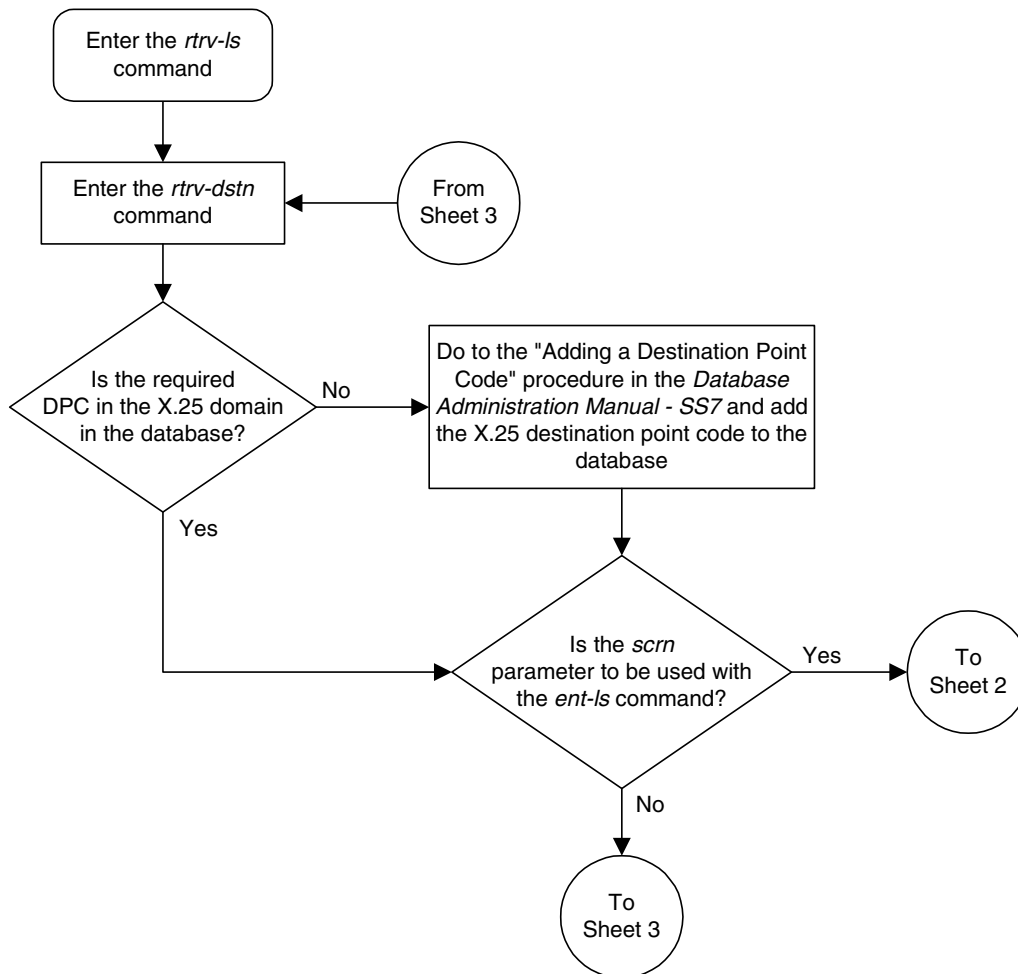 Enter the rtrv-ls
command
Enter the rtrv-dstn
command
From
Sheet 3
Is the required
DPC in the X.25 domain
in the database?
No
Do to the "Adding a Destination Point
Code" procedure in the Database
Administration Manual - SS7 and add
the X.25 destination point code to the
database
Yes
Is the scrn
parameter to be used with
the ent-ls command?
Yes
To
Sheet 2
No
To
Sheet 3